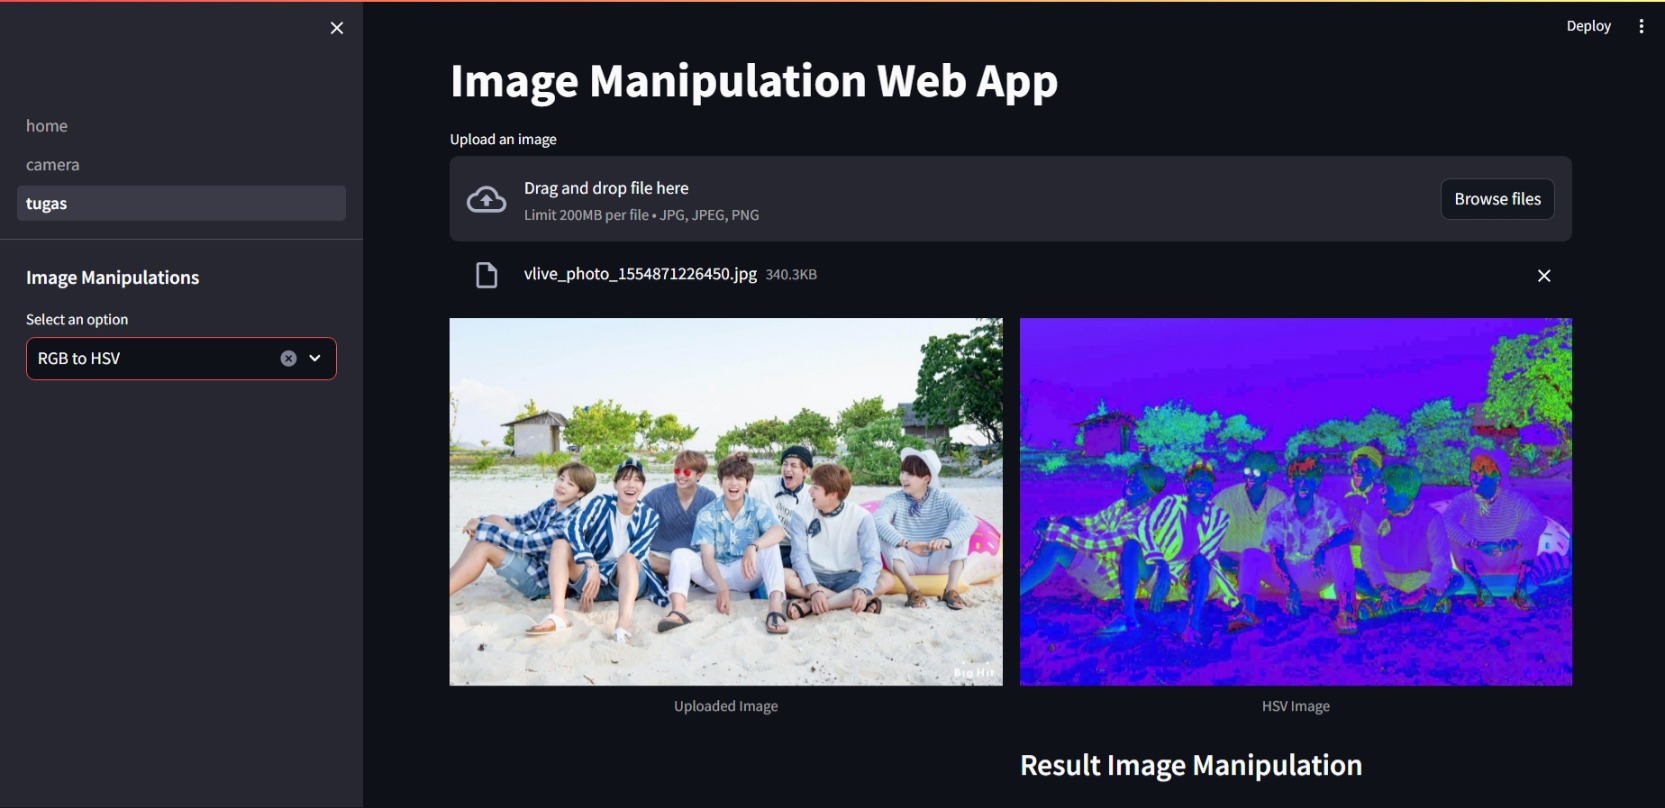 Deploy
home
camera
tugas
Image Manipulations
Select an option
RGB to HSV
Image Manipulation Web App
Upload an image
Drag and drop file here
Limit 200MB per file • JPG, JPEG, PNG
Browse files
vlive_photo_1554871226450.jpg 340.3KB
Big Hit
Uploaded Image
HSV Image
Result Image Manipulation